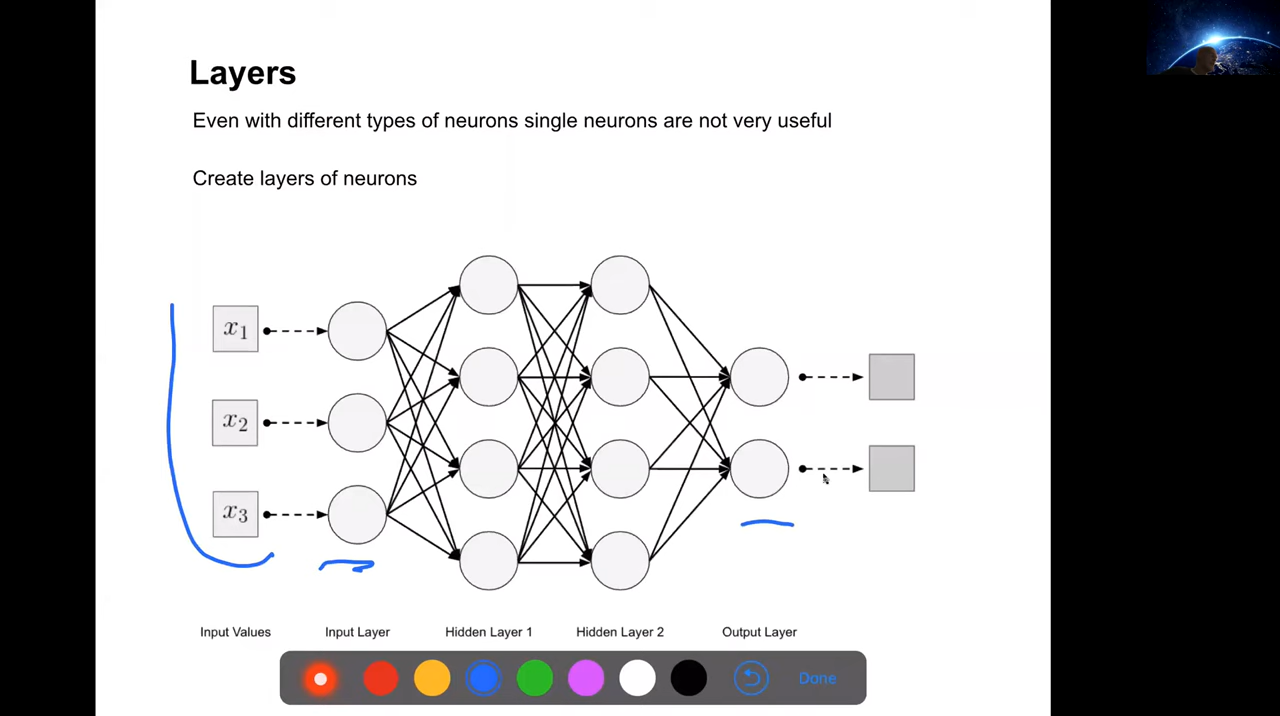 Layers
Even with different types of neurons single neurons are not very useful
Create layers of neurons
x₁
x₂
x₃
Input Values
Input Layer
Hidden Layer 1
Hidden Layer 2
Output Layer
Done